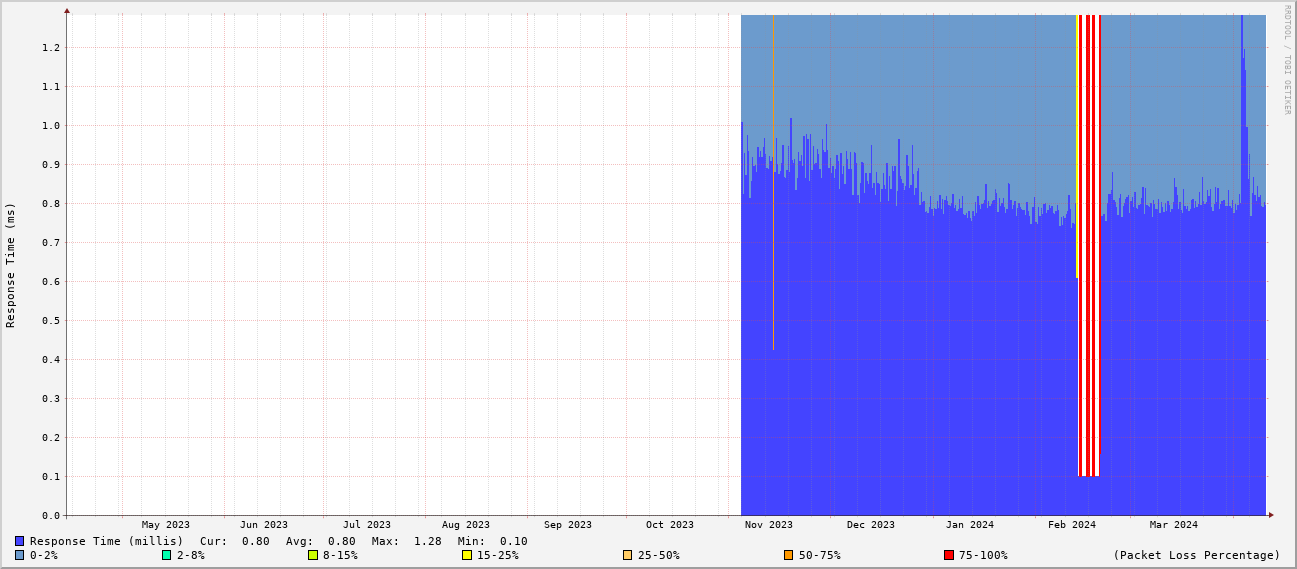 RRDTOOL / TOBI OETIKER
Response Time (ms)
1.2
1.1
1.0
0.9
0.8
0.7
0.6
0.5
0.4
0.3
0.2
0.1
0.0
May 2023 Jun 2023 Jul 2023 Aug 2023 Sep 2023 Oct 2023 Nov 2023 Dec 2023 Jan 2024 Feb 2024 Mar 2024
Response Time (millis) Cur: 0.80 Avg: 0.80 Max: 1.28 Min: 0.10
0-2% 2-8% 8-15% 15-25% 25-50% 50-75% 75-100% (Packet Loss Percentage)